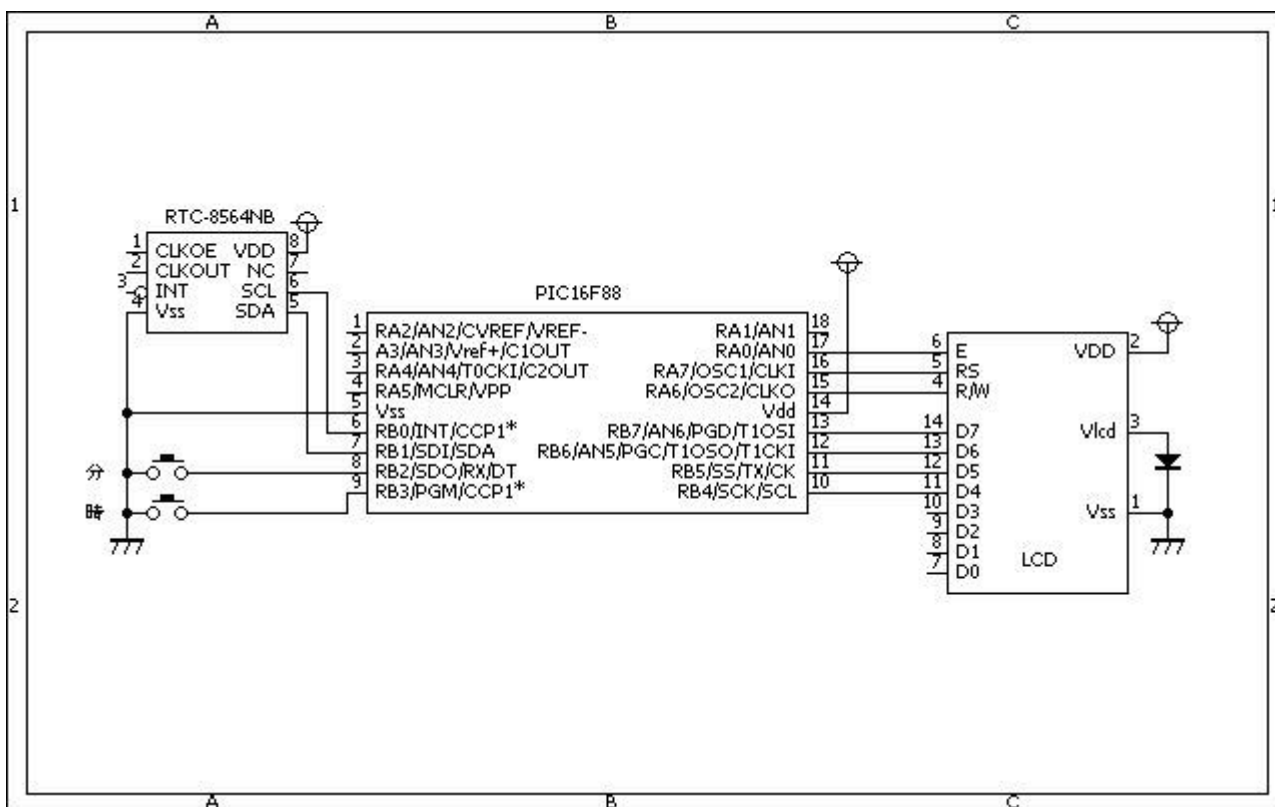 A B C
1 1
RTC-8564NB
1 CLKOE VDD 8
2 CLKOUT NC 7
3 INT SCL 6
4 Vss SDA 5
PIC16F88
1 RA2/AN2/CVREF/VREF- RA1/AN1 18
2 A3/AN3/Vref+/C1OUT RA0/AN0 17
3 RA4/AN4/T0CKI/C2OUT RA7/OSC1/CLKI 16
4 RA5/MCLR/VPP RA6/OSC2/CLKO 15
5 Vss Vdd 14
6 RB0/INT/CCP1* RB7/AN6/PGD/T1OSI 13
7 RB1/SDI/SDA RB6/AN5/PGC/T1OSO/T1CKI 12
8 RB2/SDO/RX/DT RB5/SS/TX/CK 11
9 RB3/PGM/CCP1* RB4/SCK/SCL 10
分
時
6 E VDD 2
5 RS
4 R/W
14 D7 Vlcd 3
13 D6
12 D5
11 D4
10 D3 Vss 1
9 D2
8 D1 LCD
7 D0
2 2
A B C